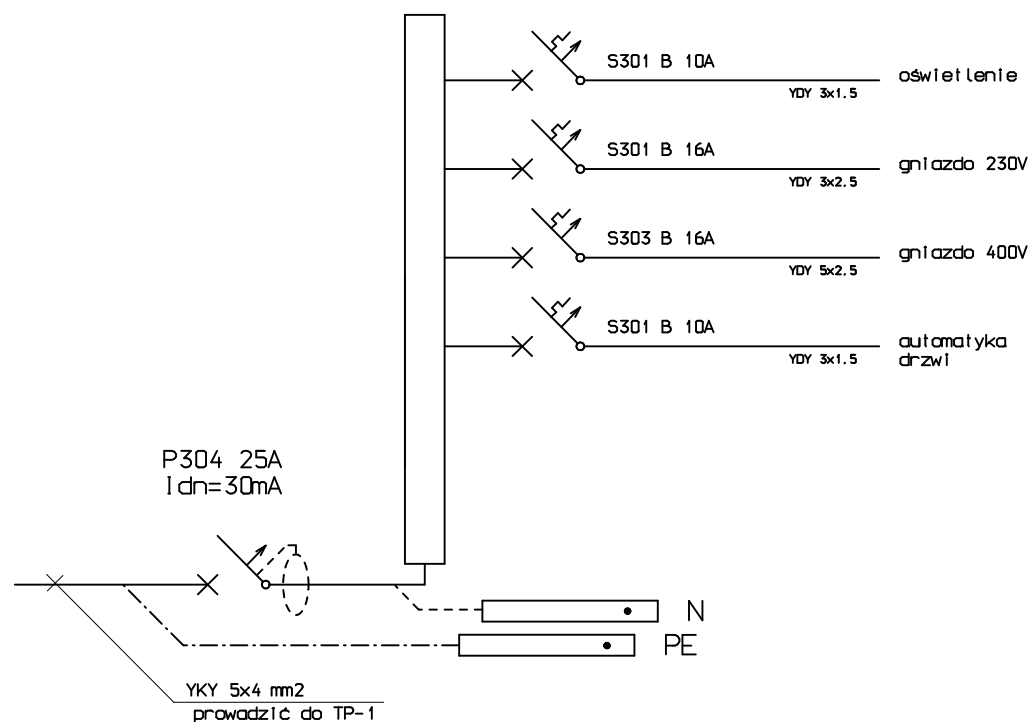 S301 B 10A
YDY 3x1.5
oświetlenie
S301 B 16A
YDY 3x2.5
gniazdo 230V
S303 B 16A
YDY 5x2.5
gniazdo 400V
S301 B 10A
YDY 3x1.5
automatyka
drzwi
P304 25A
Idn=30mA
N
PE
YKY 5x4 mm2
prowadzić do TP-1